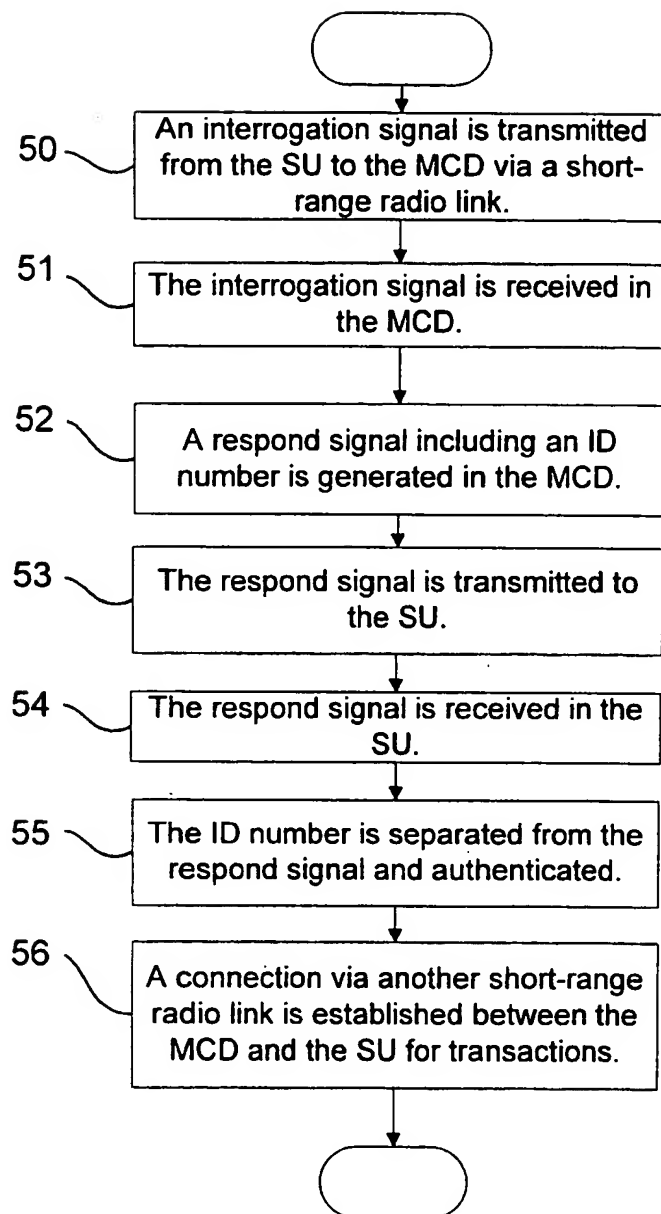 50
An interrogation signal is transmitted
from the SU to the MCD via a short-
range radio link.
51
The interrogation signal is received in
the MCD.
52
A respond signal including an ID
number is generated in the MCD.
53
The respond signal is transmitted to
the SU.
54
The respond signal is received in the
SU.
55
The ID number is separated from the
respond signal and authenticated.
56
A connection via another short-range
radio link is established between the
MCD and the SU for transactions.